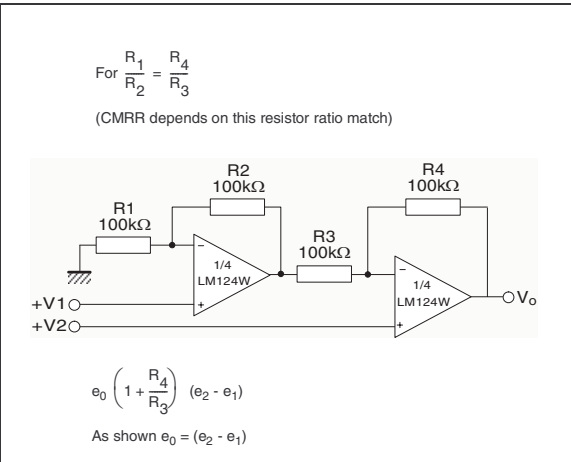 For R1/R2 = R4/R3
(CMRR depends on this resistor ratio match)
R2
100kΩ
R4
100kΩ
R1
100kΩ
R3
100kΩ
1/4
LM124W
1/4
LM124W
+V1
+V2
Vo
-
+
-
+
e0 (1 + R4/R3) (e2 - e1)
As shown e0 = (e2 - e1)